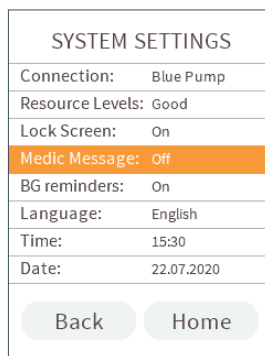 SYSTEM SETTINGS
Connection: Blue Pump
Resource Levels: Good
Lock Screen: On
Medic Message: Off
BG reminders: On
Language: English
Time: 15:30
Date: 22.07.2020
Back Home